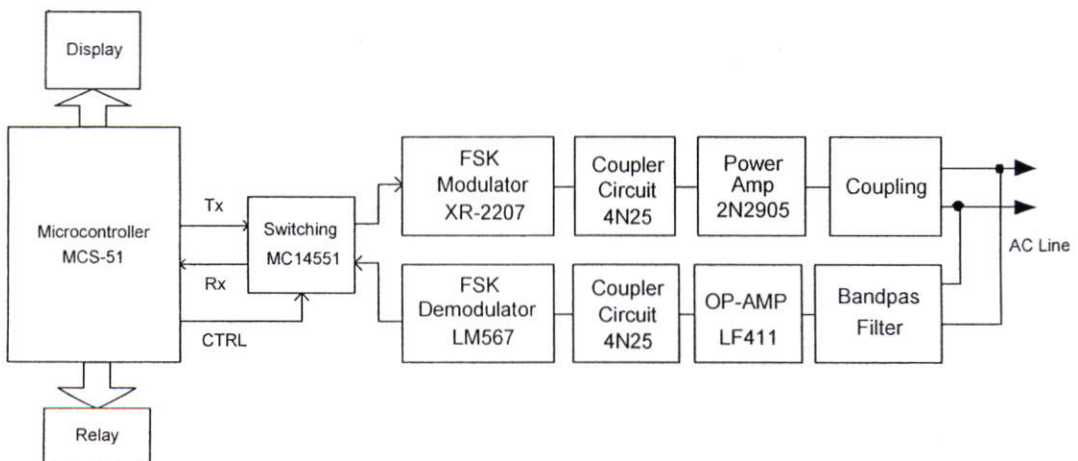 Display
Microcontroller
MCS-51
Tx
Rx
CTRL
Switching
MC14551
FSK
Modulator
XR-2207
Coupler
Circuit
4N25
Power
Amp
2N2905
Coupling
AC Line
FSK
Demodulator
LM567
Coupler
Circuit
4N25
OP-AMP
LF411
Bandpas
Filter
Relay